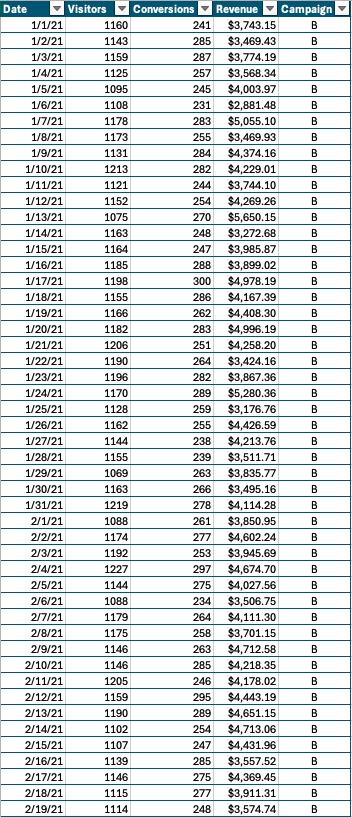 Date Visitors Conversions Revenue Campaign
1/1/21 1160 241 $3,743.15 B
1/2/21 1143 285 $3,469.43 B
1/3/21 1159 287 $3,774.19 B
1/4/21 1125 257 $3,568.34 B
1/5/21 1095 245 $4,003.97 B
1/6/21 1108 231 $2,881.48 B
1/7/21 1178 283 $5,055.10 B
1/8/21 1173 255 $3,469.93 B
1/9/21 1131 284 $4,374.16 B
1/10/21 1213 282 $4,229.01 B
1/11/21 1121 244 $3,744.10 B
1/12/21 1152 254 $4,269.26 B
1/13/21 1075 270 $5,650.15 B
1/14/21 1163 248 $3,272.68 B
1/15/21 1164 247 $3,985.87 B
1/16/21 1185 288 $3,899.02 B
1/17/21 1198 300 $4,978.19 B
1/18/21 1155 286 $4,167.39 B
1/19/21 1166 262 $4,408.30 B
1/20/21 1182 283 $4,996.19 B
1/21/21 1206 251 $4,258.20 B
1/22/21 1190 264 $3,424.16 B
1/23/21 1196 282 $3,867.36 B
1/24/21 1170 289 $5,280.36 B
1/25/21 1128 259 $3,176.76 B
1/26/21 1162 255 $4,426.59 B
1/27/21 1144 238 $4,213.76 B
1/28/21 1155 239 $3,511.71 B
1/29/21 1069 263 $3,835.77 B
1/30/21 1163 266 $3,495.16 B
1/31/21 1219 278 $4,114.28 B
2/1/21 1088 261 $3,850.95 B
2/2/21 1174 277 $4,602.24 B
2/3/21 1192 253 $3,945.69 B
2/4/21 1227 297 $4,674.70 B
2/5/21 1144 275 $4,027.56 B
2/6/21 1088 234 $3,506.75 B
2/7/21 1179 264 $4,111.30 B
2/8/21 1175 258 $3,701.15 B
2/9/21 1146 263 $4,712.58 B
2/10/21 1146 285 $4,218.35 B
2/11/21 1205 246 $4,178.02 B
2/12/21 1159 295 $4,443.19 B
2/13/21 1190 289 $4,651.15 B
2/14/21 1102 254 $4,713.06 B
2/15/21 1107 247 $4,431.96 B
2/16/21 1139 285 $3,557.52 B
2/17/21 1146 275 $4,369.45 B
2/18/21 1115 277 $3,911.31 B
2/19/21 1114 248 $3,574.74 B